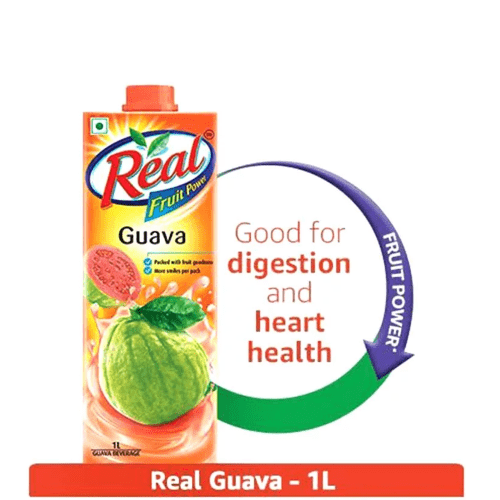 Real
Fruit Power
Guava
Packed with fruit goodness
More smiles per pack
1L
GUAVA BEVERAGE
Good for
digestion
and
heart
health
FRUIT POWER*
Real Guava - 1L